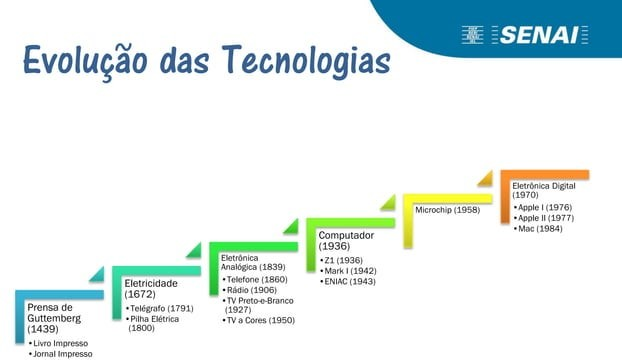 SENAI
Evolução das Tecnologias
Prensa de
Guttemberg
(1439)
•Livro Impresso
•Jornal Impresso
Eletricidade
(1672)
•Telégrafo (1791)
•Pilha Elétrica
(1800)
Eletrônica
Analógica (1839)
•Telefone (1860)
•Rádio (1906)
•TV Preto-e-Branco
(1927)
•TV a Cores (1950)
Computador
(1936)
•Z1 (1936)
•Mark I (1942)
•ENIAC (1943)
Microchip (1958)
Eletrônica Digital
(1970)
•Apple I (1976)
•Apple II (1977)
•Mac (1984)